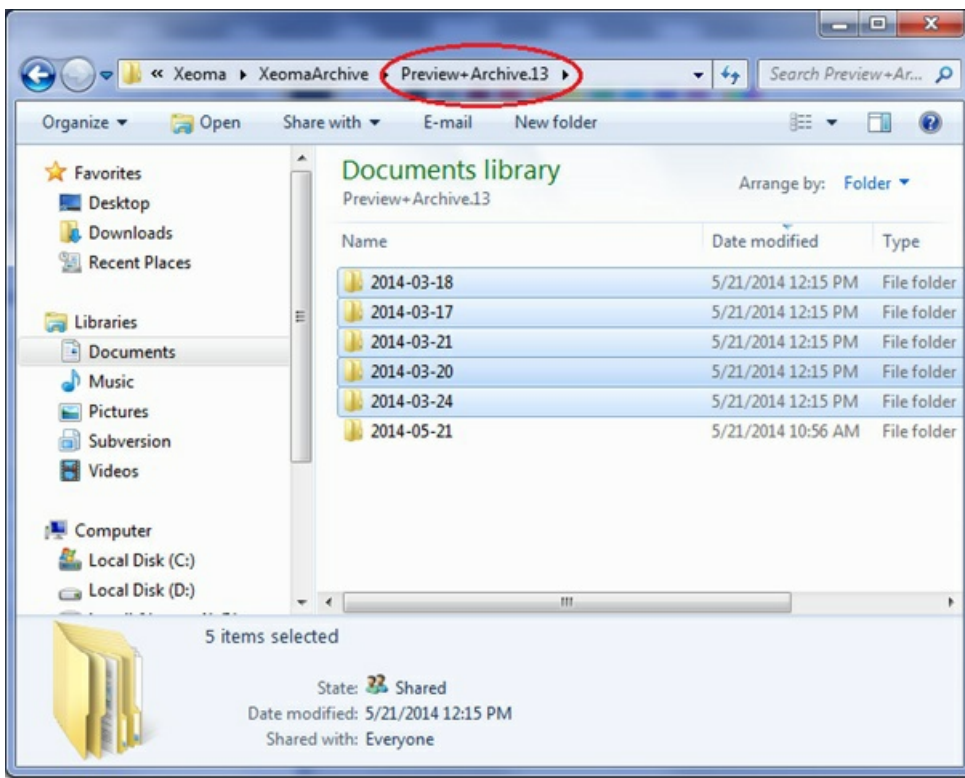 « Xeoma ▸ XeomaArchive ▸ Preview+Archive.13 ▸ Search Preview+Ar...
Organize Open Share with E-mail New folder
Favorites
Desktop
Downloads
Recent Places
Libraries
Documents
Music
Pictures
Subversion
Videos
Computer
Local Disk (C:)
Local Disk (D:)
Documents library
Preview+Archive.13
Arrange by: Folder
Name Date modified Type
2014-03-18 5/21/2014 12:15 PM File folder
2014-03-17 5/21/2014 12:15 PM File folder
2014-03-21 5/21/2014 12:15 PM File folder
2014-03-20 5/21/2014 12:15 PM File folder
2014-03-24 5/21/2014 12:15 PM File folder
2014-05-21 5/21/2014 10:56 AM File folder
5 items selected
State: Shared
Date modified: 5/21/2014 12:15 PM
Shared with: Everyone